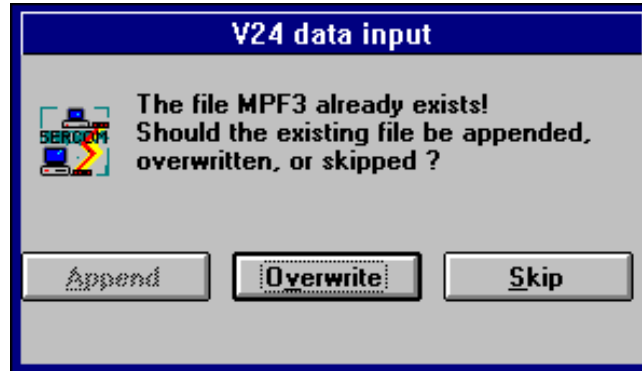 V24 data input
The file MPF3 already exists!
SERCOM
Should the existing file be appended,
overwritten, or skipped ?
Append
Overwrite
Skip